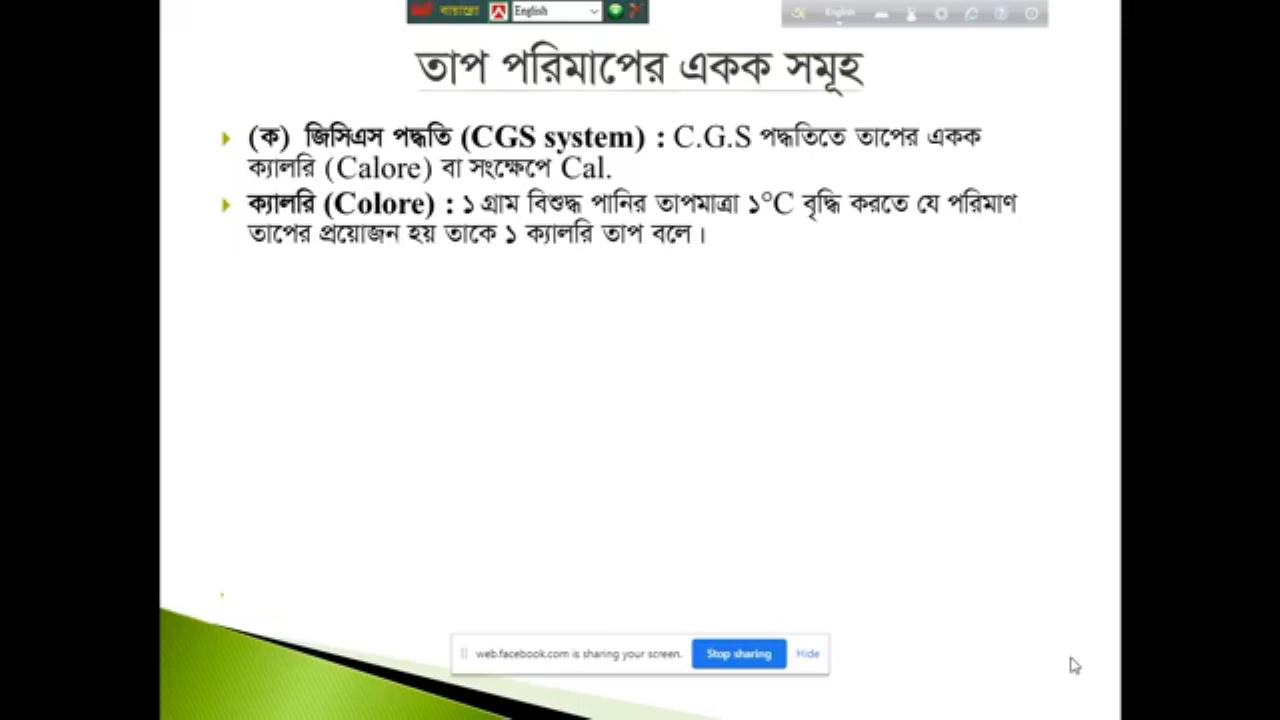 English
English
তাপ পরিমাপের একক সমূহ
(ক) জিসিএস পদ্ধতি (CGS system) : C.G.S পদ্ধতিতে তাপের একক
ক্যালরি (Calore) বা সংক্ষেপে Cal.
ক্যালরি (Colore) : ১ গ্রাম বিশুদ্ধ পানির তাপমাত্রা ১°C বৃদ্ধি করতে যে পরিমাণ
তাপের প্রয়োজন হয় তাকে ১ ক্যালরি তাপ বলে।
web.facebook.com is sharing your screen. Stop sharing Hide